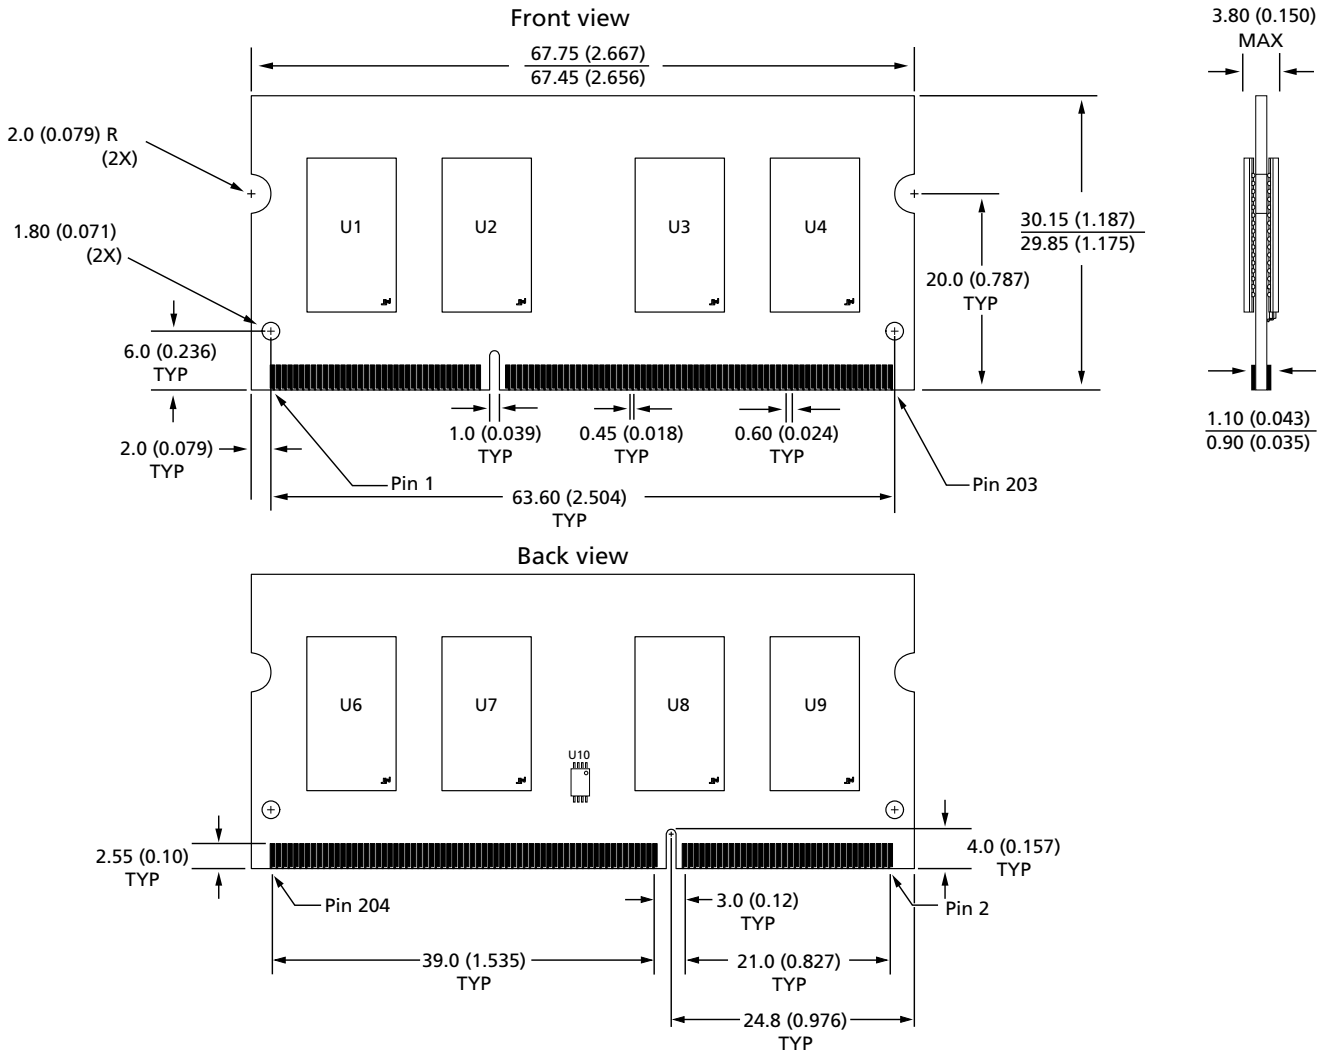 Front view
67.75 (2.667)
67.45 (2.656)
3.80 (0.150)
MAX
2.0 (0.079) R
(2X)
U1
U2
U3
U4
1.80 (0.071)
(2X)
30.15 (1.187)
29.85 (1.175)
20.0 (0.787)
TYP
6.0 (0.236)
TYP
2.0 (0.079)
TYP
1.0 (0.039)
TYP
0.45 (0.018)
TYP
0.60 (0.024)
TYP
1.10 (0.043)
0.90 (0.035)
Pin 1
63.60 (2.504)
TYP
Pin 203
Back view
U6
U7
U8
U9
U10
2.55 (0.10)
TYP
4.0 (0.157)
TYP
Pin 204
3.0 (0.12)
TYP
Pin 2
39.0 (1.535)
TYP
21.0 (0.827)
TYP
24.8 (0.976)
TYP